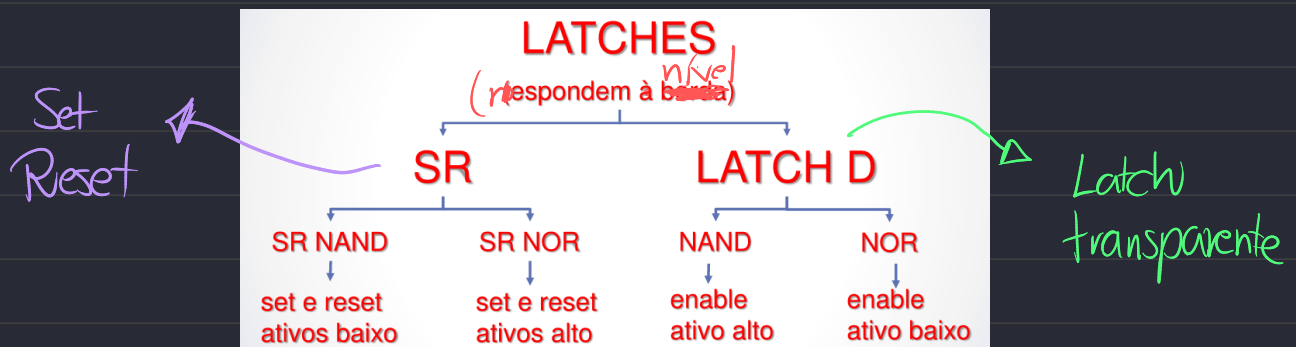 LATCHES
(respondem à nível)
Set
Reset
SR
LATCH D
Latch
transparente
SR NAND
SR NOR
NAND
NOR
set e reset
ativos baixo
set e reset
ativos alto
enable
ativo alto
enable
ativo baixo